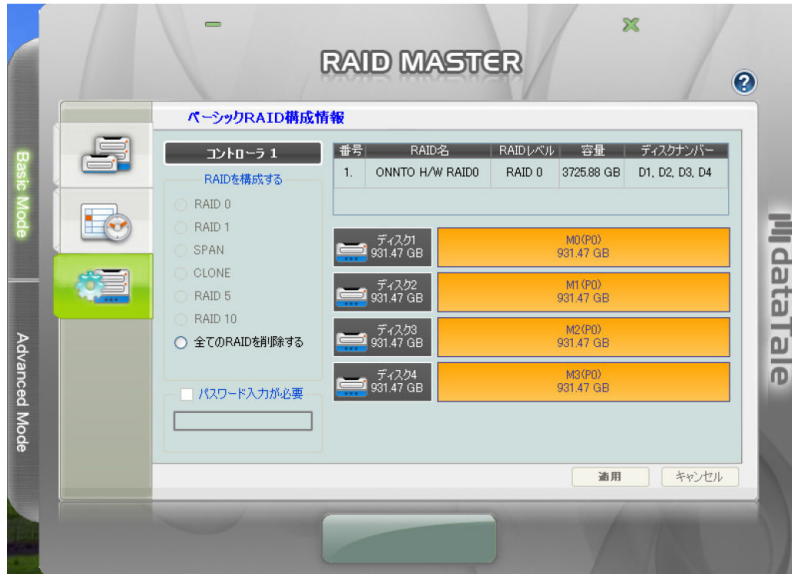 RAID MASTER
ベーシックRAID構成情報
Basic Mode
Advanced Mode
コントローラ 1
RAIDを構成する
RAID 0
RAID 1
SPAN
CLONE
RAID 5
RAID 10
全てのRAIDを削除する
パスワード入力が必要
番号 RAID名 RAIDレベル 容量 ディスクナンバー
1. ONNTO H/W RAID0 RAID 0 3725.88 GB D1, D2, D3, D4
ディスク1
931.47 GB
M0(P0)
931.47 GB
ディスク2
931.47 GB
M1(P0)
931.47 GB
ディスク3
931.47 GB
M2(P0)
931.47 GB
ディスク4
931.47 GB
M3(P0)
931.47 GB
適用 キャンセル
dataTale